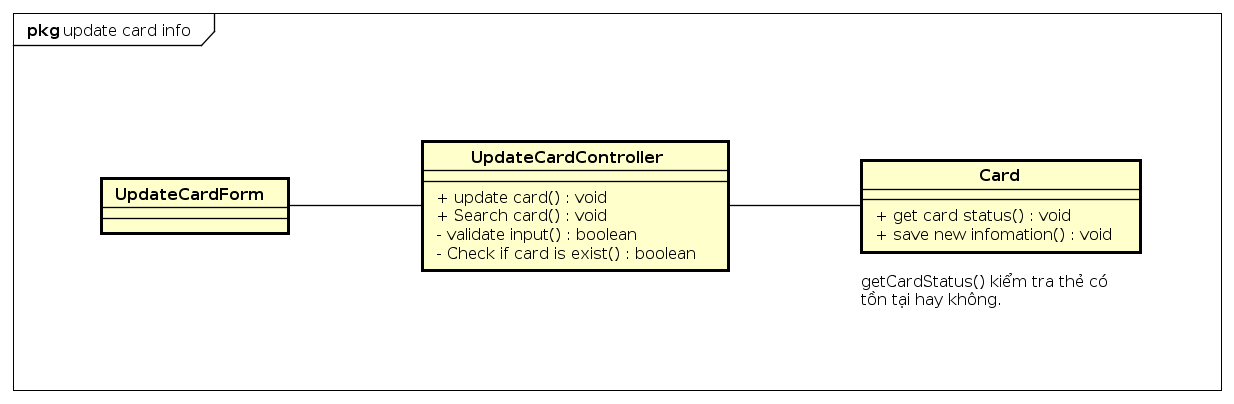 pkg update card info
UpdateCardForm
UpdateCardController
+ update card() : void
+ Search card() : void
- validate input() : boolean
- Check if card is exist() : boolean
Card
+ get card status() : void
+ save new infomation() : void
getCardStatus() kiểm tra thẻ có
tồn tại hay không.